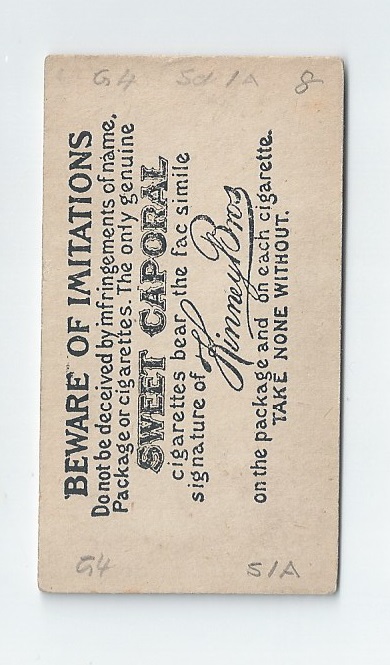 G4 Sd 1A 8
BEWARE OF IMITATIONS
Do not be deceived by infringements of name,
Package or cigarettes. The only genuine
SWEET CAPORAL
cigarettes bear the fac simile
signature of Kinney Bros
on the package and on each cigarette.
TAKE NONE WITHOUT.
G4 S/A